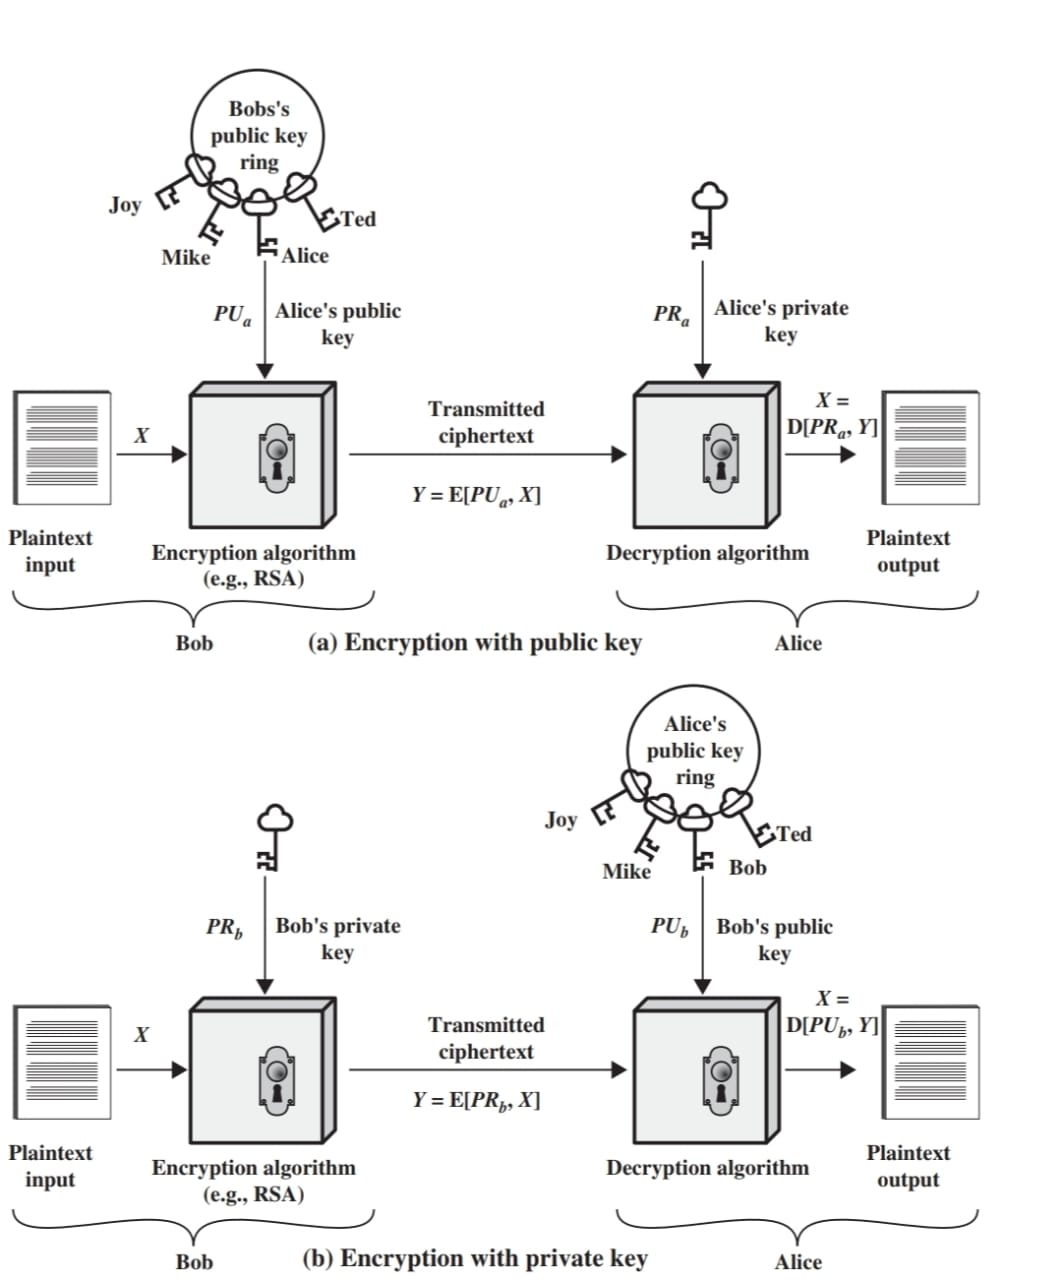 Bobs's
public key
ring
Joy
Ted
Mike
Alice
PUa
Alice's public
key
PRa
Alice's private
key
X
Transmitted
ciphertext
Y = E[PUa, X]
X =
D[PRa, Y]
Plaintext
input
Encryption algorithm
(e.g., RSA)
Decryption algorithm
Plaintext
output
Bob
(a) Encryption with public key
Alice
Alice's
public key
ring
Joy
Ted
Mike
Bob
PRb
Bob's private
key
PUb
Bob's public
key
X
Transmitted
ciphertext
Y = E[PRb, X]
X =
D[PUb, Y]
Plaintext
input
Encryption algorithm
(e.g., RSA)
Decryption algorithm
Plaintext
output
Bob
(b) Encryption with private key
Alice